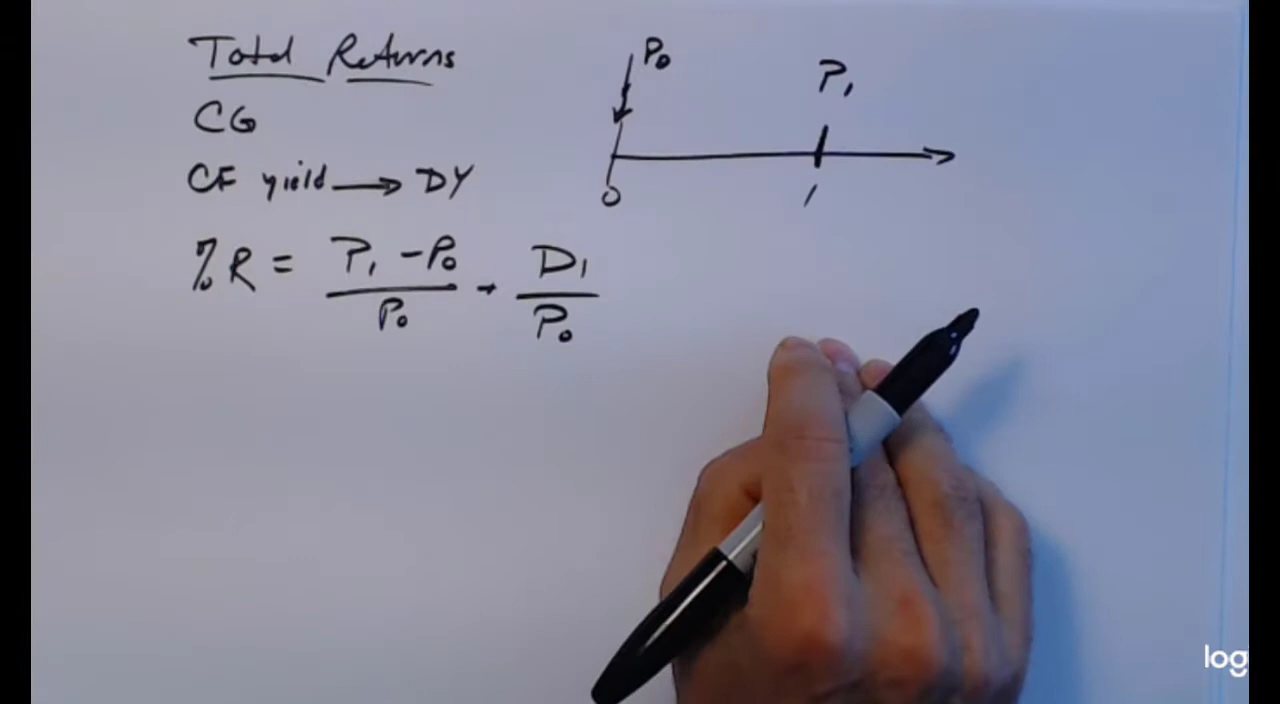 Total Returns
CG
CF yield → DY
%R = P₁ - P₀ / P₀ + D₁ / P₀
P₀
P₁
0 1
log